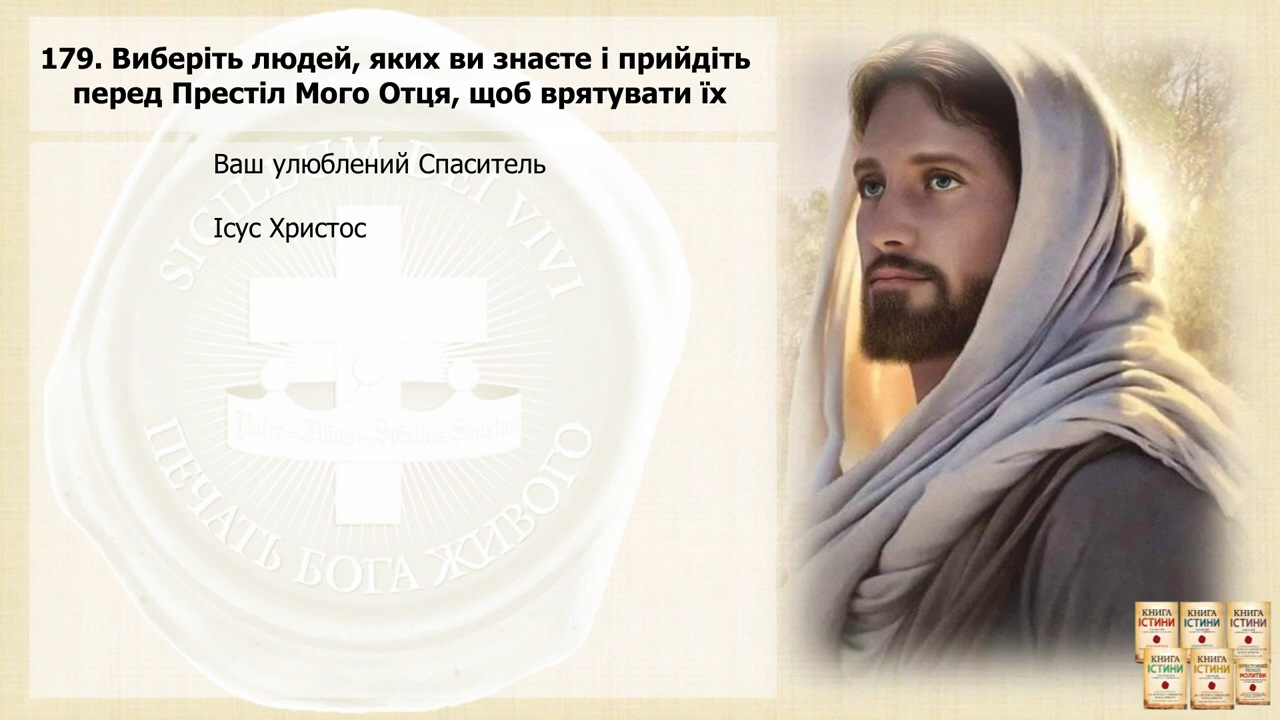 179. Виберіть людей, яких ви знаєте і прийдіть
перед Престіл Мого Отця, щоб врятувати їх
Ваш улюблений Спаситель
Ісус Христос
SIGILLUM DEI VIVI
Pater Filius Spiritus Sanctus
ПЕЧАТЬ БОГА ЖИВОГО
КНИГА
ІСТИНИ
КНИГА
ІСТИНИ
КНИГА
ІСТИНИ
КНИГА
ІСТИНИ
КНИГА
ІСТИНИ
ХРЕСТОВИЙ
ПОХІД
МОЛИТВИ